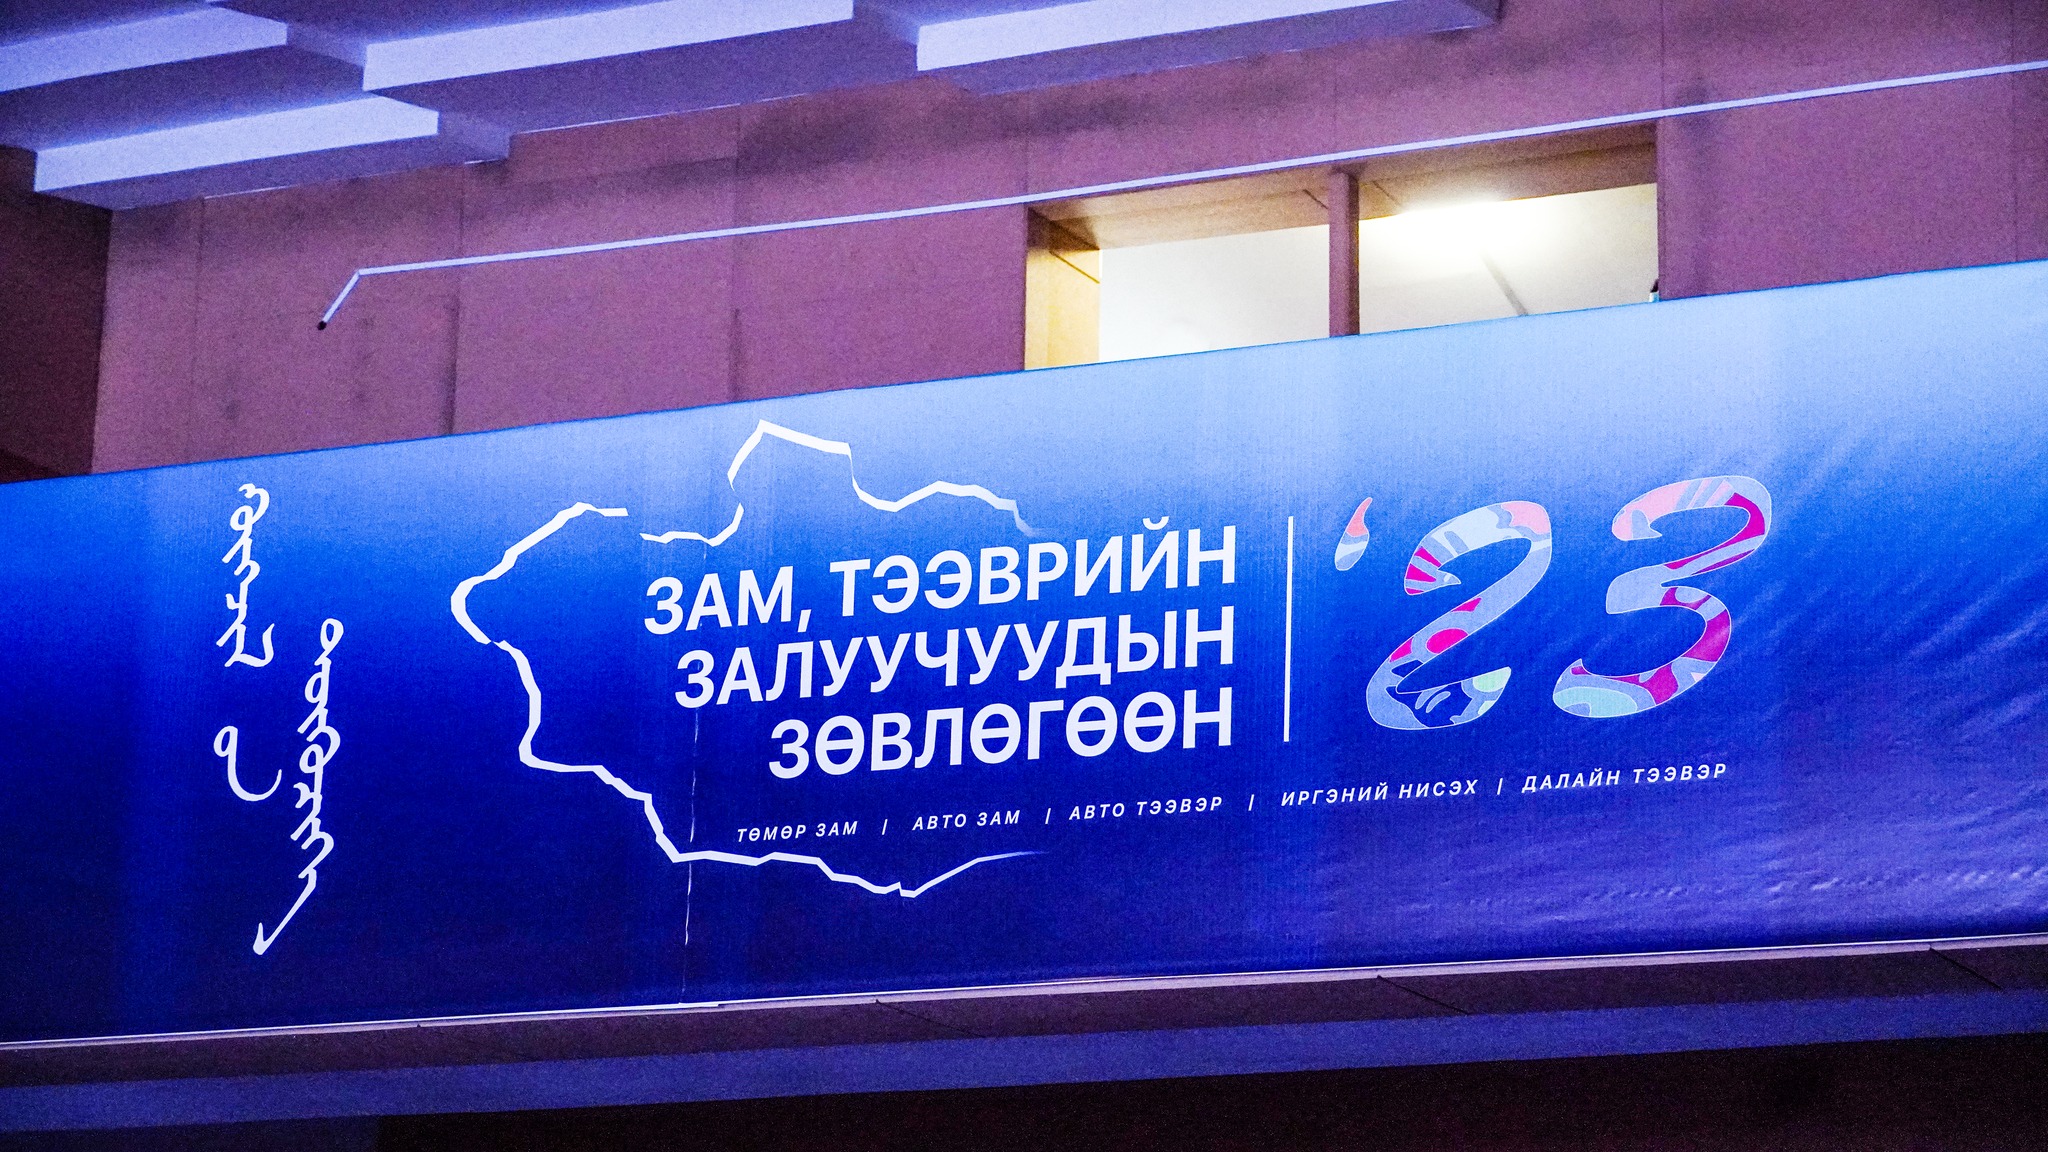 ЗАМ, ТЭЭВРИЙН
ЗАЛУУЧУУДЫН
ЗӨВЛӨГӨӨН
'23
ТӨМӨР ЗАМ | АВТО ЗАМ | АВТО ТЭЭВЭР | ИРГЭНИЙ НИСЭХ | ДАЛАЙН ТЭЭВЭР